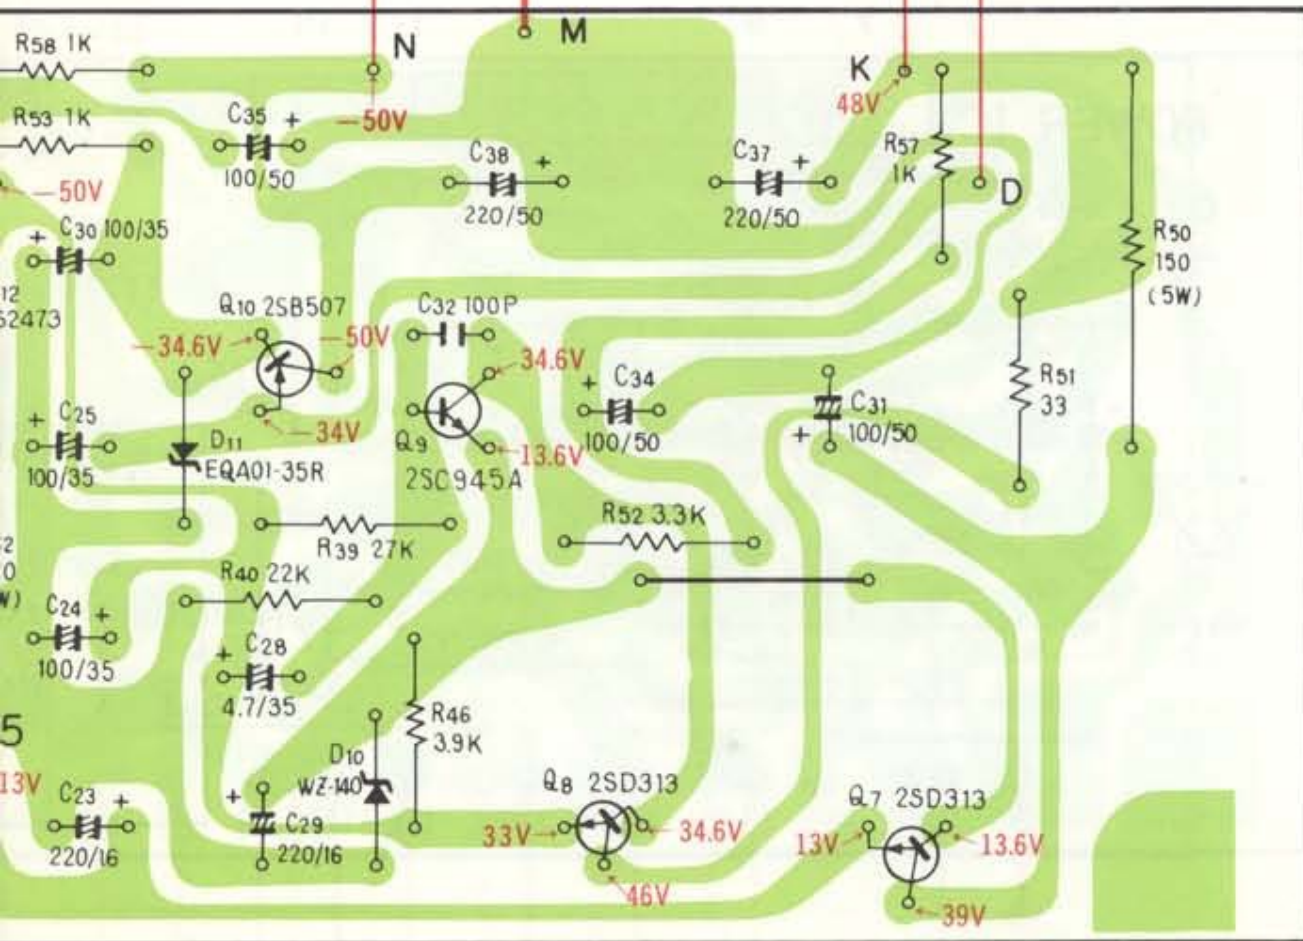 R58 1K
N
M
K
48V
R53 1K
C35 +
-50V
100/50
-50V
C38 +
220/50
C37 +
220/50
R57
1K
D
R50
150
(5W)
+ C30 100/35
Q10 2SB507
C32 100P
-34.6V
-50V
34.6V
+ C34
100/50
C31
+ 100/50
R51
33
+ C25
100/35
D11
EQA01-35R
-34V
Q9
2SC945A
13.6V
R52 3.3K
R39 27K
R40 22K
C24 +
100/35
+ C28
4.7/35
R46
3.9K
5
D10
WZ-140
13V
C23 +
220/16
+
C29
220/16
Q8 2SD313
33V
34.6V
46V
Q7 2SD313
13V
13.6V
39V